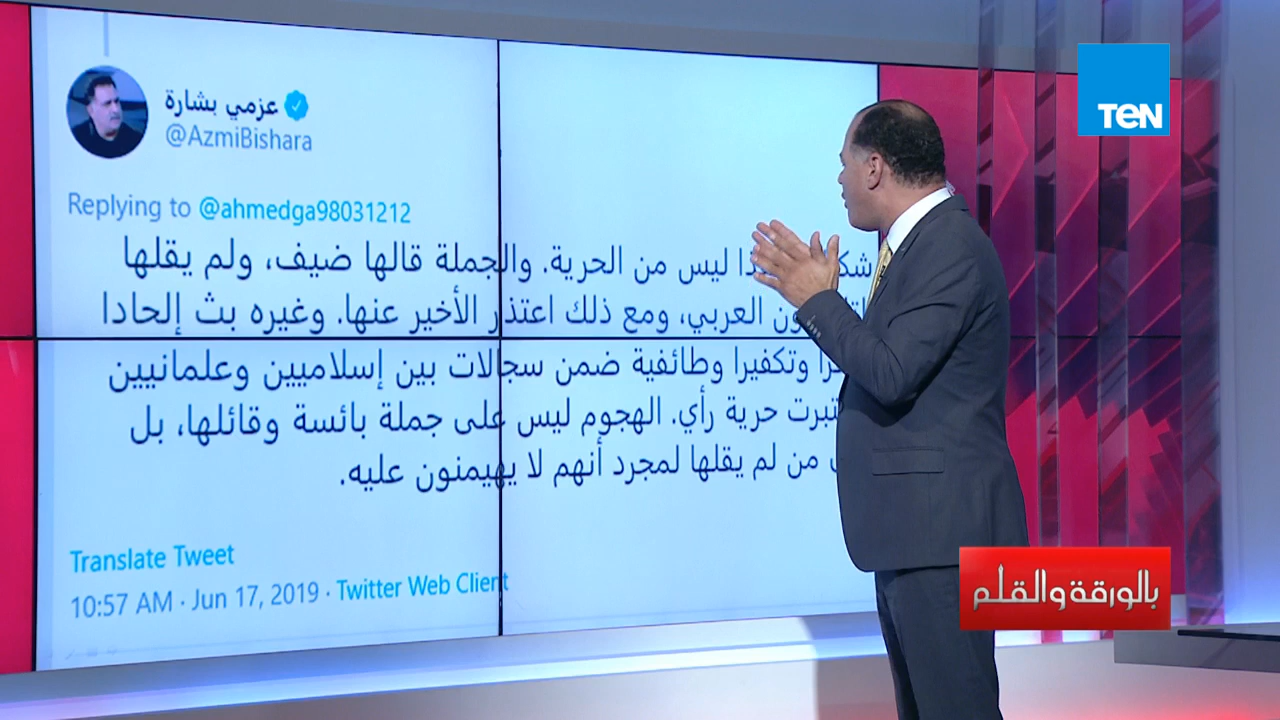 TEN
عزمي بشارة
@AzmiBishara
Replying to @ahmedga98031212
ليس من الحرية. والجملة قالها ضيف، ولم يقلها
العربي، ومع ذلك اعتذر الأخير عنها. وغيره بث إلحادا
وتكفيرا وطائفية ضمن سجالات بين إسلاميين وعلمانيين
حرية رأي. الهجوم ليس على جملة بائسة وقائلها، بل
من لم يقلها لمجرد أنهم لا يهيمنون عليه.
Translate Tweet
10:57 AM · Jun 17, 2019 · Twitter Web Client
بالورقة والقلم